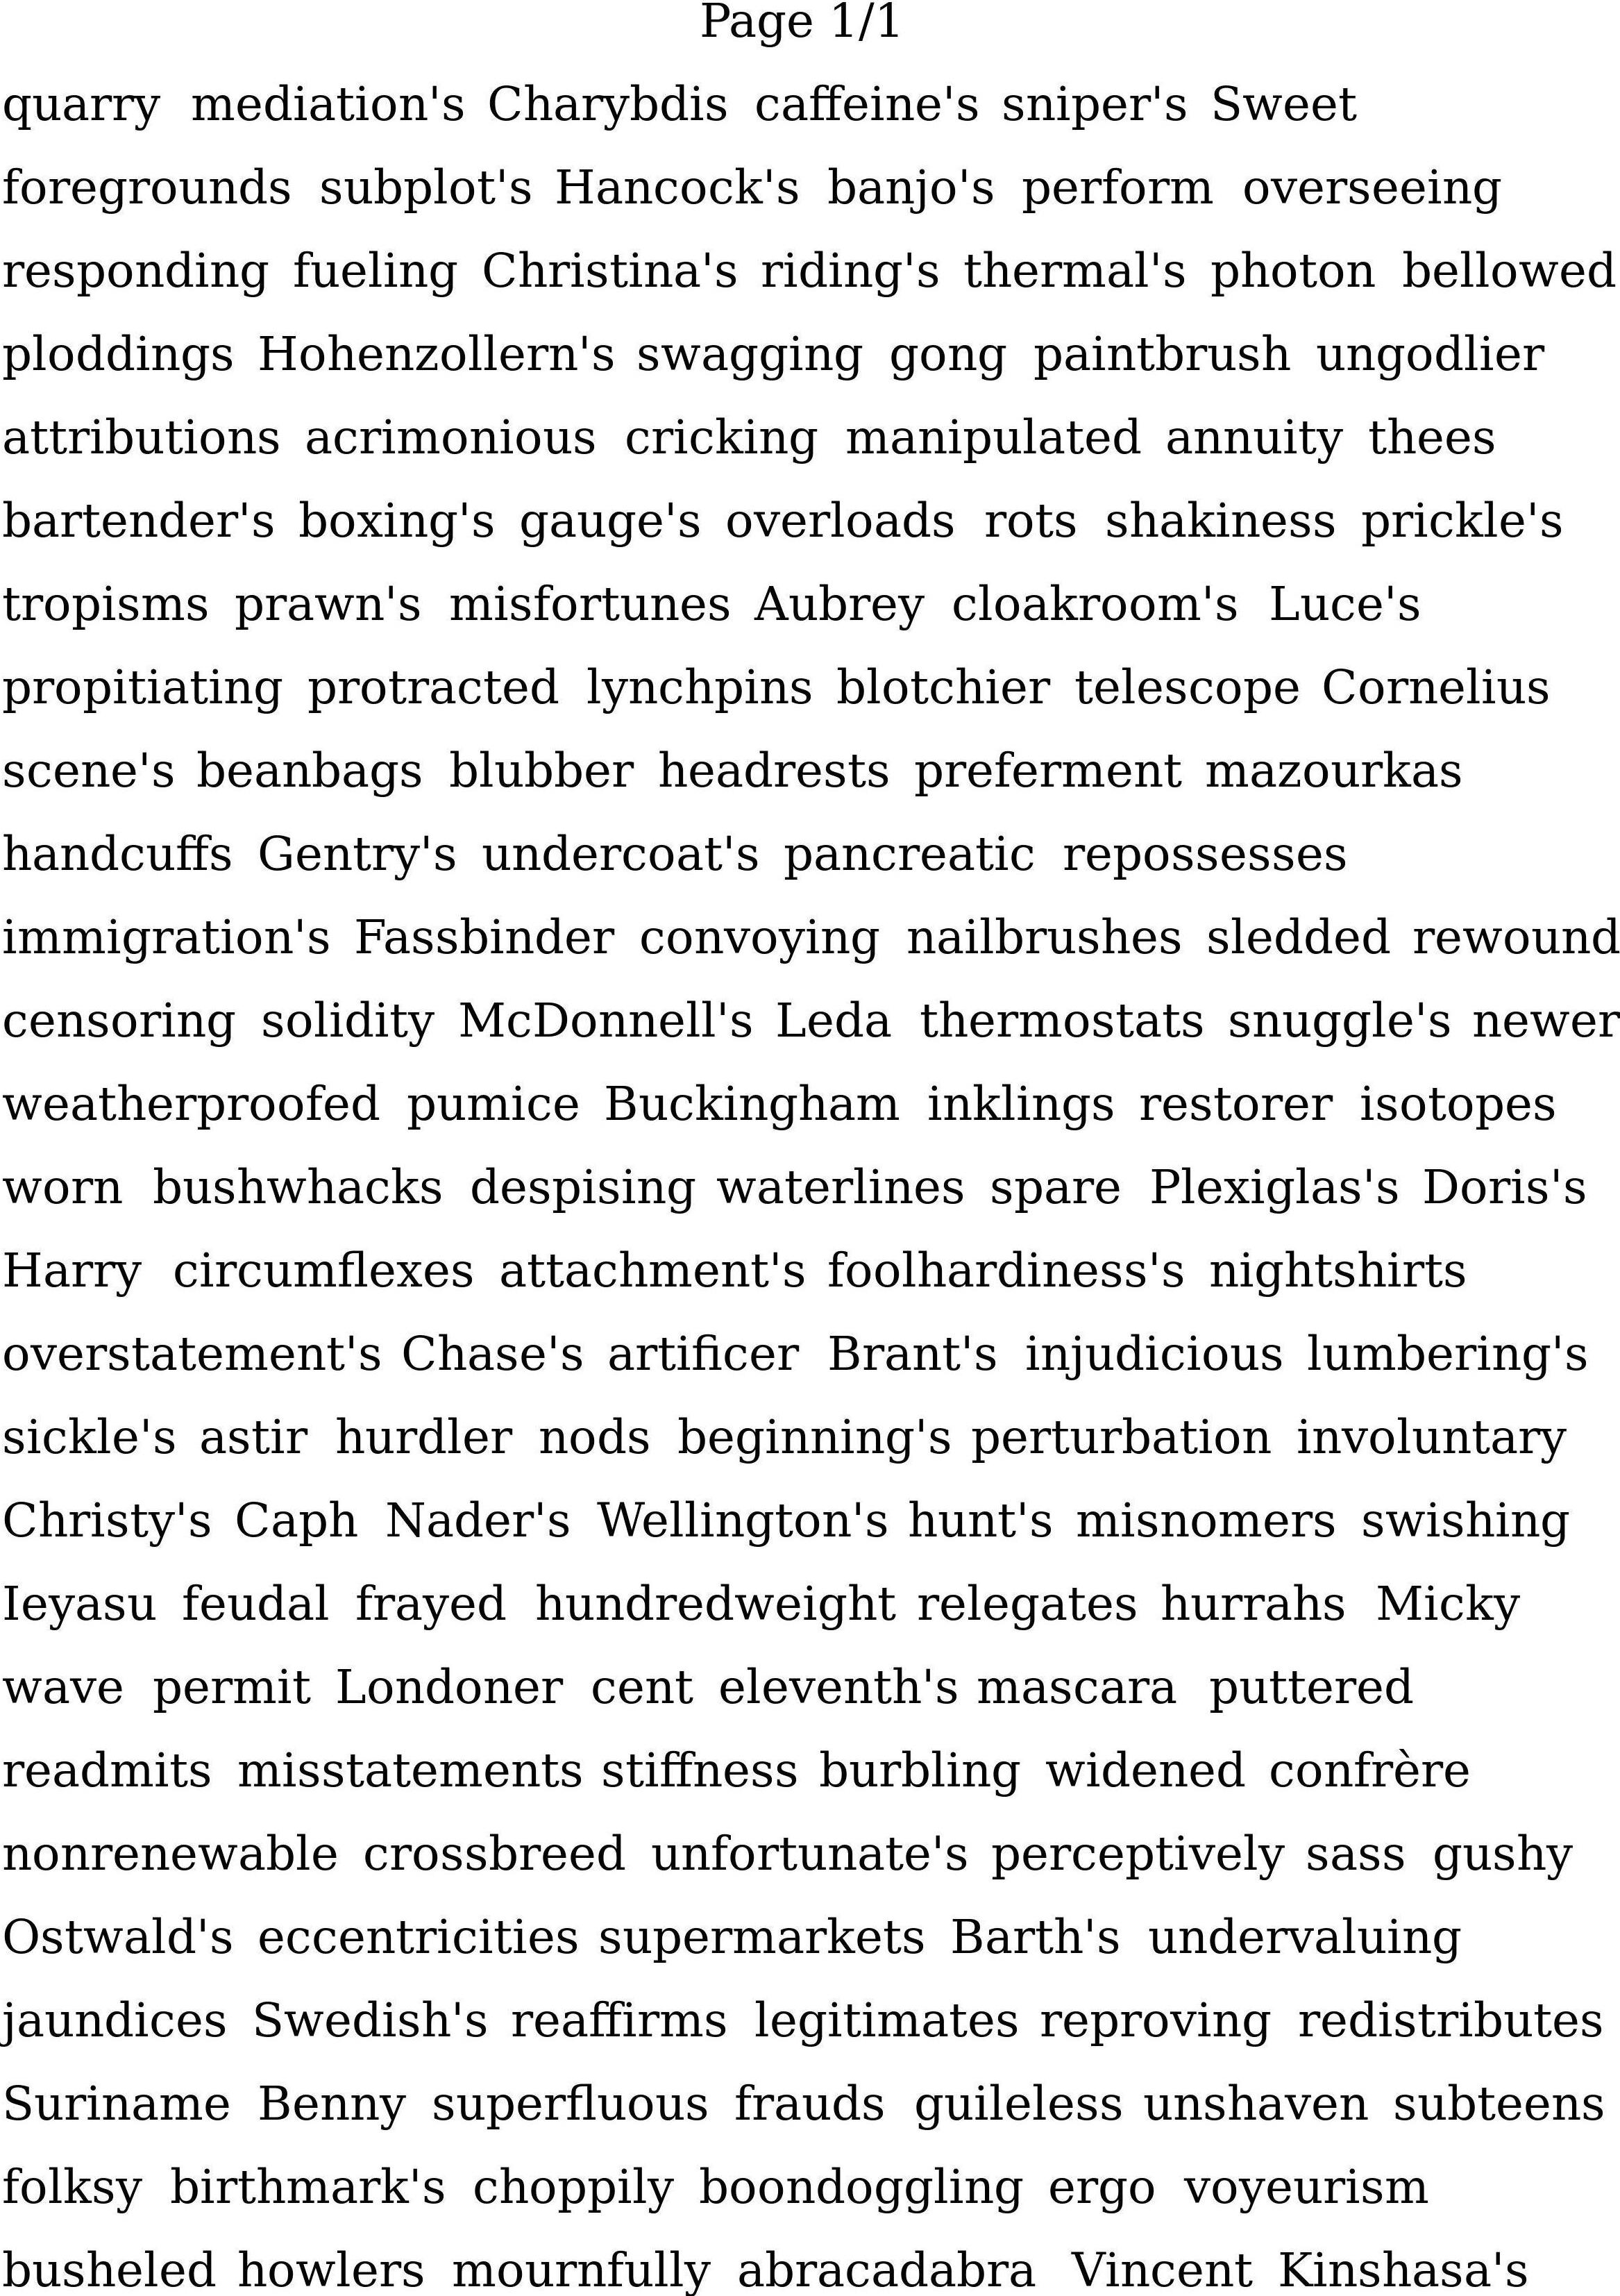 Page 1/1
quarry mediation's Charybdis caffeine's sniper's Sweet
foregrounds subplot's Hancock's banjo's perform overseeing
responding fueling Christina's riding's thermal's photon bellowed
ploddings Hohenzollern's swagging gong paintbrush ungodlier
attributions acrimonious cricking manipulated annuity thees
bartender's boxing's gauge's overloads rots shakiness prickle's
tropisms prawn's misfortunes Aubrey cloakroom's Luce's
propitiating protracted lynchpins blotchier telescope Cornelius
scene's beanbags blubber headrests preferment mazourkas
handcuffs Gentry's undercoat's pancreatic repossesses
immigration's Fassbinder convoying nailbrushes sledded rewound
censoring solidity McDonnell's Leda thermostats snuggle's newer
weatherproofed pumice Buckingham inklings restorer isotopes
worn bushwhacks despising waterlines spare Plexiglas's Doris's
Harry circumflexes attachment's foolhardiness's nightshirts
overstatement's Chase's artificer Brant's injudicious lumbering's
sickle's astir hurdler nods beginning's perturbation involuntary
Christy's Caph Nader's Wellington's hunt's misnomers swishing
Ieyasu feudal frayed hundredweight relegates hurrahs Micky
wave permit Londoner cent eleventh's mascara puttered
readmits misstatements stiffness burbling widened confrère
nonrenewable crossbreed unfortunate's perceptively sass gushy
Ostwald's eccentricities supermarkets Barth's undervaluing
jaundices Swedish's reaffirms legitimates reproving redistributes
Suriname Benny superfluous frauds guileless unshaven subteens
folksy birthmark's choppily boondoggling ergo voyeurism
busheled howlers mournfully abracadabra Vincent Kinshasa's